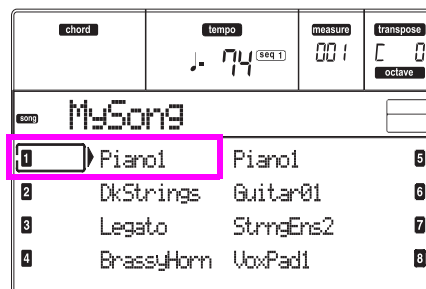 chord tempo measure transpose
♩. 74 seq 1 001 C 0
octave
song MySong
1 Piano1 Piano1 5
2 DkStrings Guitar01 6
3 Legato StrngEns2 7
4 BrassyHorn VoxPad1 8